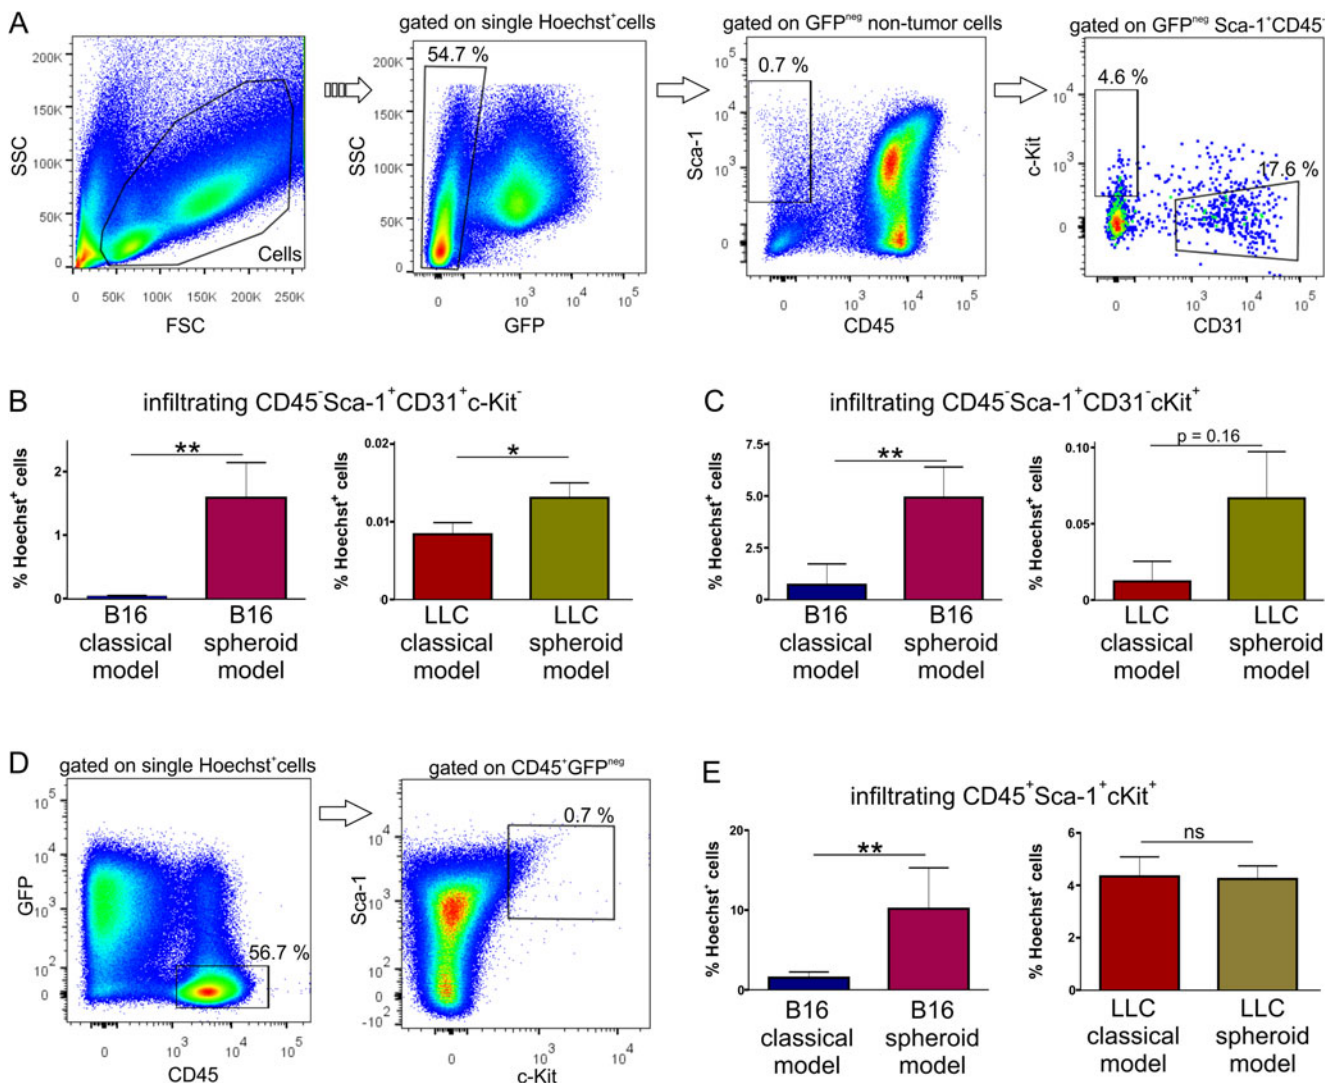 A
gated on single Hoechst⁺cells
gated on GFPⁿᵉᵍ non-tumor cells
gated on GFPⁿᵉᵍ Sca-1⁺CD45⁻
54.7 %
0.7 %
4.6 %
17.6 %
SSC
200K
150K
100K
50K
0
Cells
0 50K 100K 150K 200K 250K
FSC
SSC
200K
150K
100K
50K
0
0 10³ 10⁴ 10⁵
GFP
Sca-1
10⁵
10⁴
10³
0
0 10³ 10⁴ 10⁵
CD45
c-Kit
10⁴
10³
0
0 10³ 10⁴ 10⁵
CD31
B
infiltrating CD45⁻Sca-1⁺CD31⁺c-Kit⁻
% Hoechst⁺ cells
2
1
0
**
B16 classical model
B16 spheroid model
% Hoechst⁺ cells
0.02
0.01
0
*
LLC classical model
LLC spheroid model
C
infiltrating CD45⁻Sca-1⁺CD31⁻cKit⁺
% Hoechst⁺ cells
7.5
5.0
2.5
0
**
B16 classical model
B16 spheroid model
% Hoechst⁺ cells
0.10
0.05
0
p = 0.16
LLC classical model
LLC spheroid model
D
gated on single Hoechst⁺cells
gated on CD45⁺GFPⁿᵉᵍ
GFP
10⁵
10⁴
10³
10²
0
56.7 %
0 10³ 10⁴ 10⁵
CD45
Sca-1
10⁴
10³
10²
0
-10²
0.7 %
0 10³ 10⁴
c-Kit
E
infiltrating CD45⁺Sca-1⁺cKit⁺
% Hoechst⁺ cells
20
10
0
**
B16 classical model
B16 spheroid model
% Hoechst⁺ cells
6
4
2
0
ns
LLC classical model
LLC spheroid model